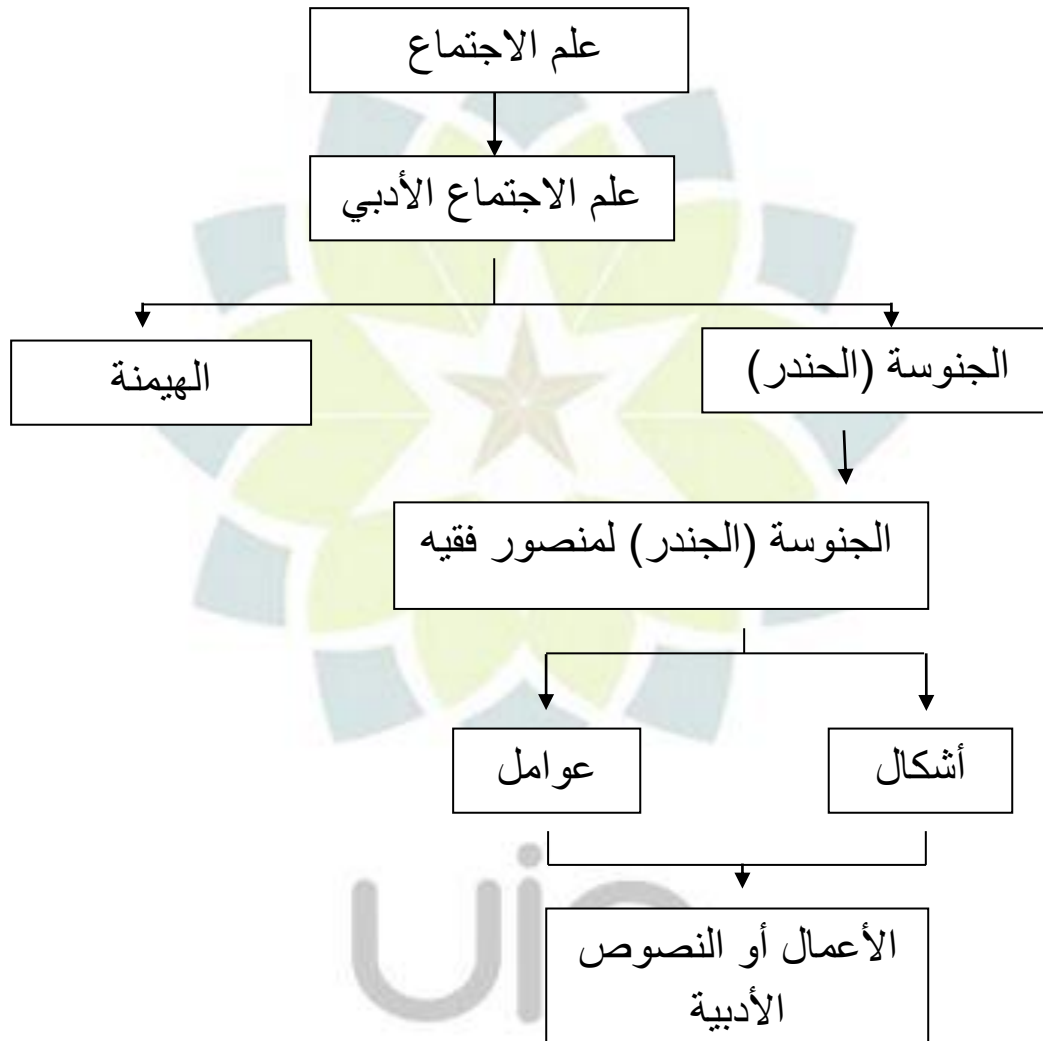 علم الاجتماع
علم الاجتماع الأدبي
الجنوسة (الحندر)
الهيمنة
الجنوسة (الجندر) لمنصور فقيه
أشكال
عوامل
الأعمال أو النصوص
الأدبية